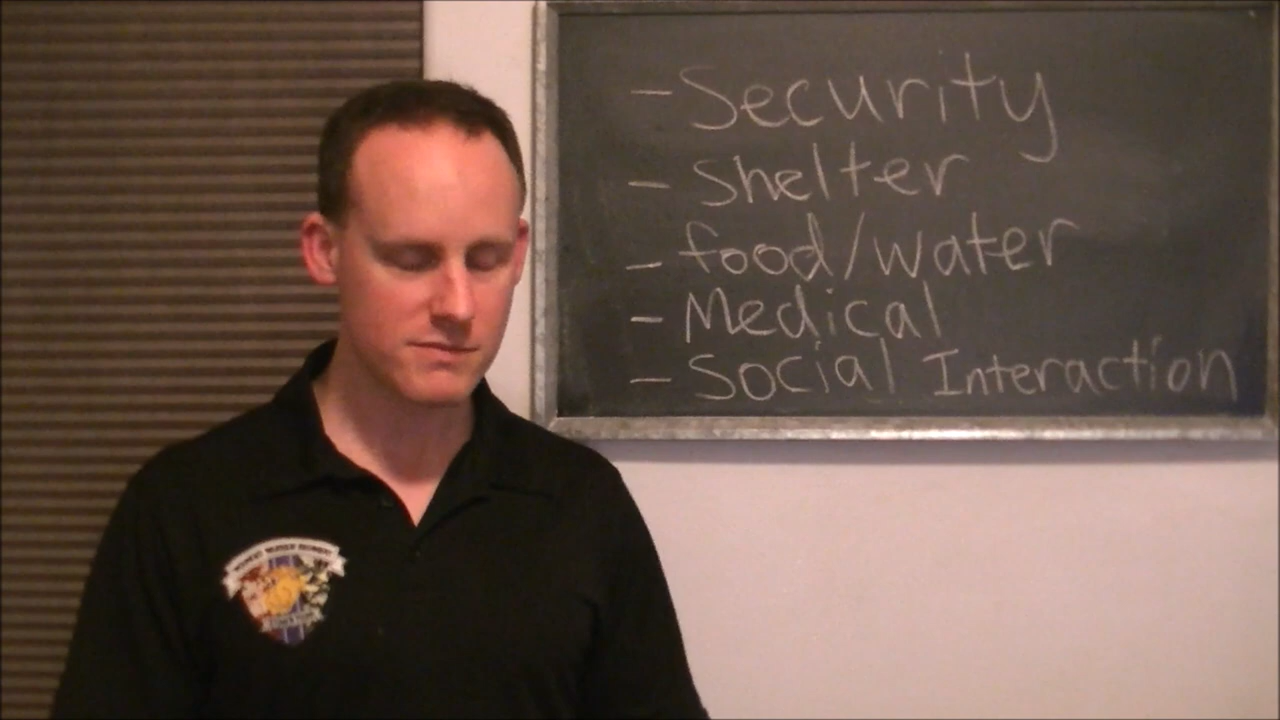 - Security
- Shelter
- food/water
- Medical
- Social Interaction